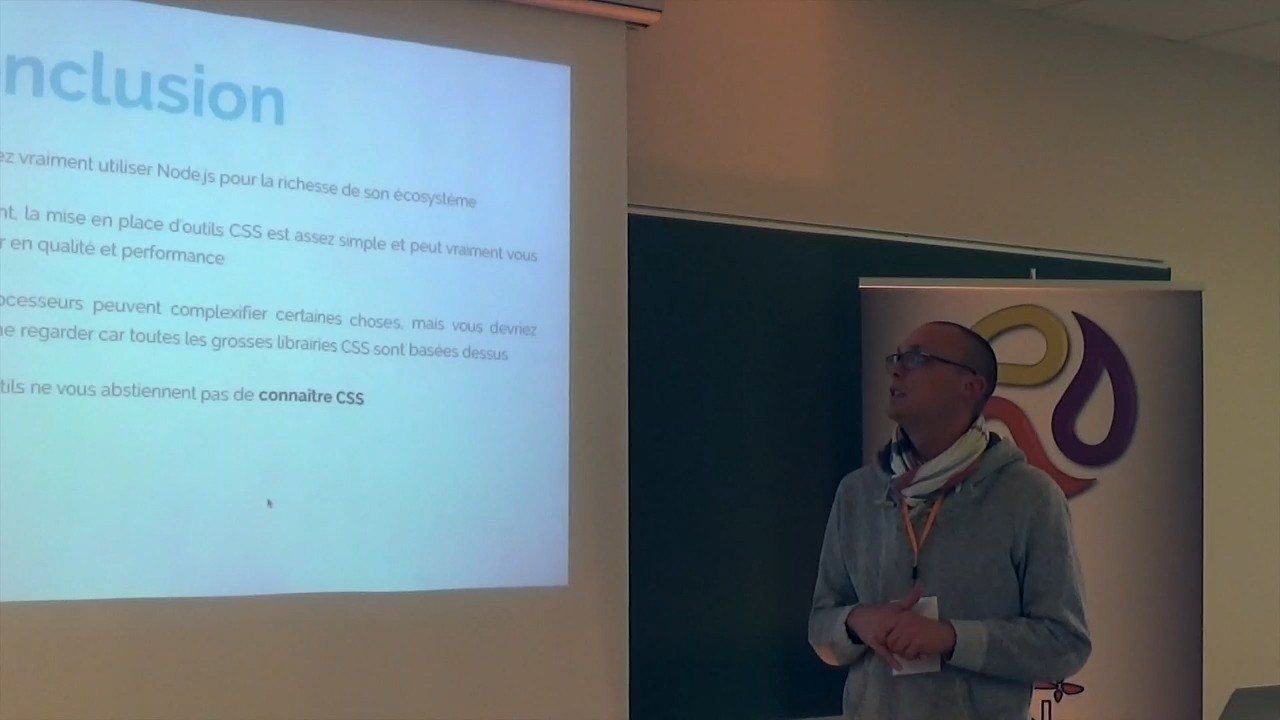 nclusion
ez vraiment utiliser Node.js pour la richesse de son écosystème
nt, la mise en place d'outils CSS est assez simple et peut vraiment vous
r en qualité et performance
ocesseurs peuvent complexifier certaines choses, mais vous devriez
ne regarder car toutes les grosses librairies CSS sont basées dessus
tils ne vous abstiennent pas de connaître CSS